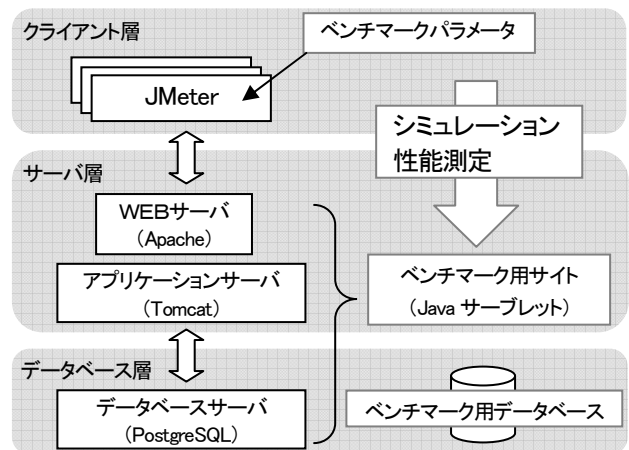 クライアント層
ベンチマークパラメータ
JMeter
シミュレーション
性能測定
サーバ層
WEBサーバ
(Apache)
アプリケーションサーバ
(Tomcat)
ベンチマーク用サイト
(Java サーブレット)
データベース層
データベースサーバ
(PostgreSQL)
ベンチマーク用データベース